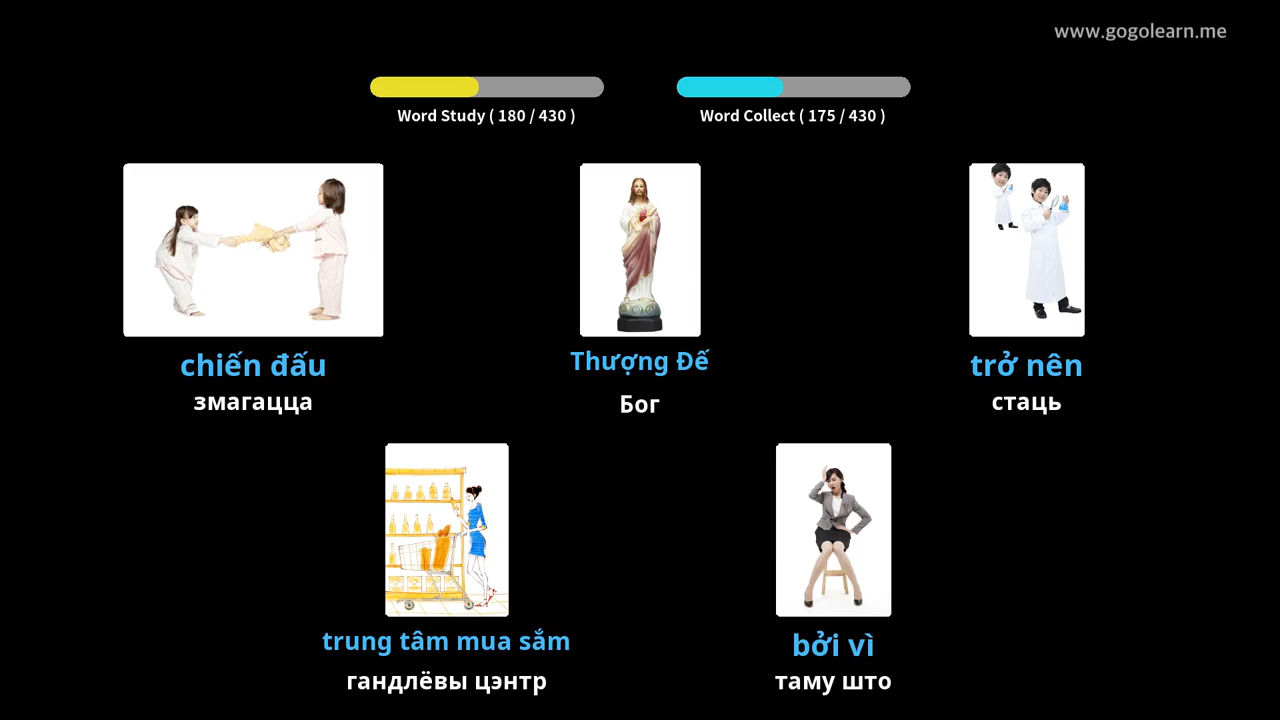 www.gogolearn.me
Word Study ( 180 / 430 )
Word Collect ( 175 / 430 )
chiến đấu
змагацца
Thượng Đế
Бог
trở nên
стаць
trung tâm mua sắm
гандлёвы цэнтр
bởi vì
таму што